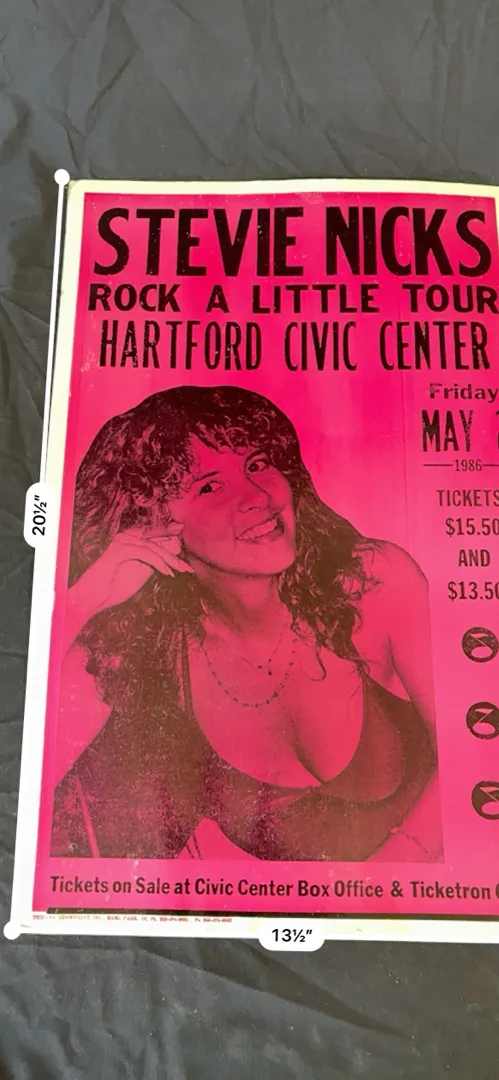 STEVIE NICKS
ROCK A LITTLE TOUR
HARTFORD CIVIC CENTER
Friday
MAY
1986
TICKETS
$15.50
AND
$13.50
20½"
Tickets on Sale at Civic Center Box Office & Ticketron
13½"